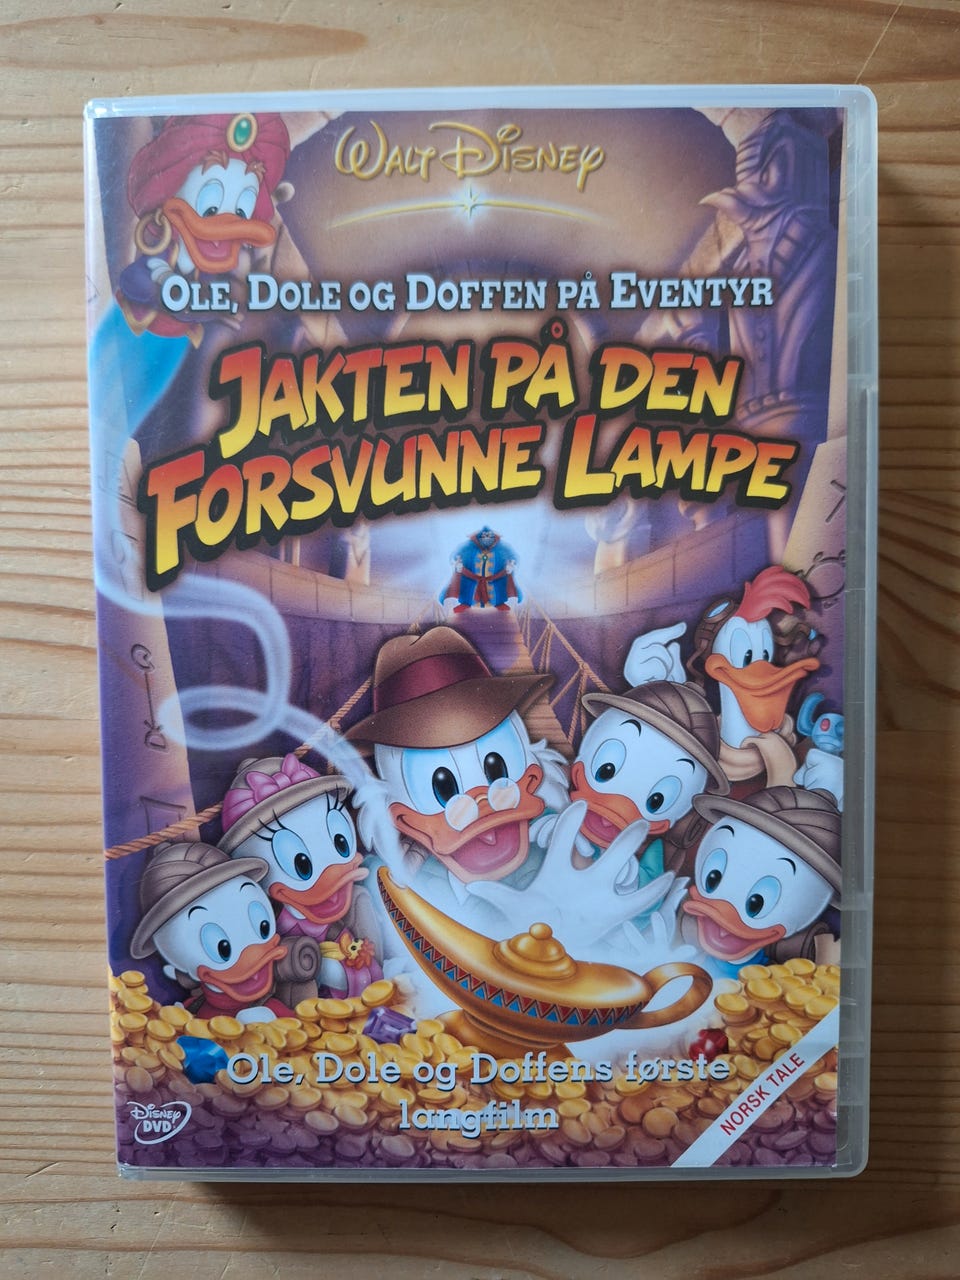 WALT DISNEY
OLE, DOLE OG DOFFEN PÅ EVENTYR
JAKTEN PÅ DEN
FORSVUNNE LAMPE
Ole, Dole og Doffens første
langfilm
DISNEY
DVD
NORSK TALE